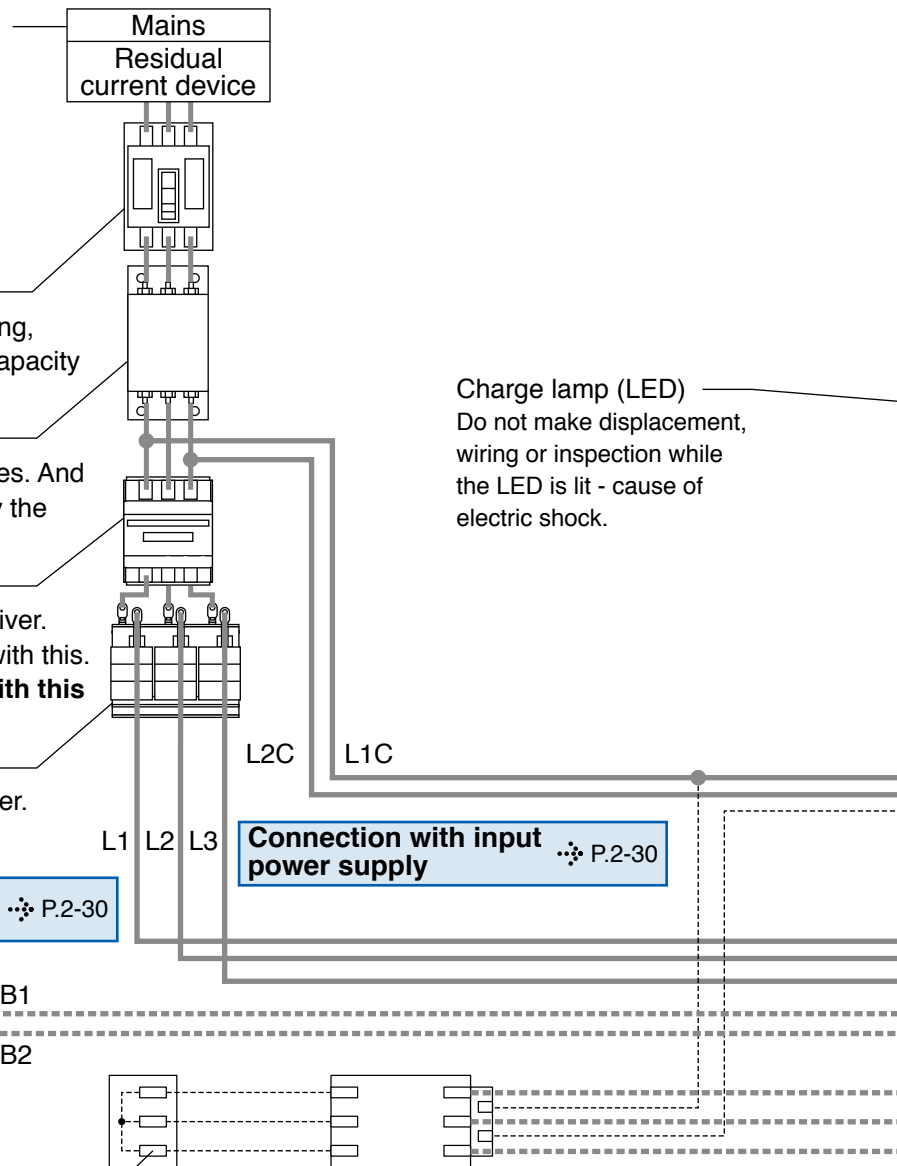 Mains
Residual
current device
ng,
apacity
Charge lamp (LED)
Do not make displacement,
wiring or inspection while
the LED is lit - cause of
electric shock.
es. And
the
iver.
with this.
ith this
er.
L2C
L1C
L1
L2
L3
Connection with input
power supply
P.2-30
P.2-30
B1
B2